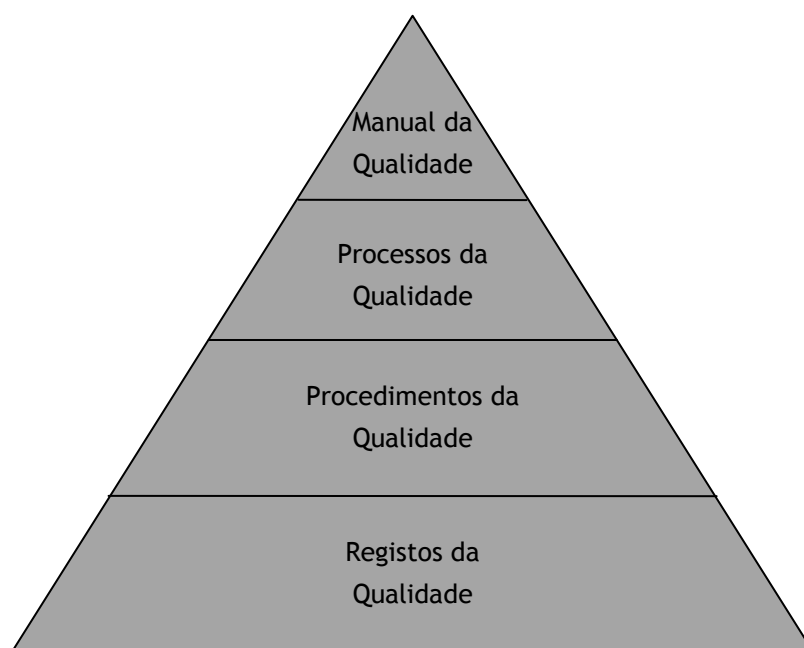 Manual da
Qualidade
Processos da
Qualidade
Procedimentos da
Qualidade
Registos da
Qualidade